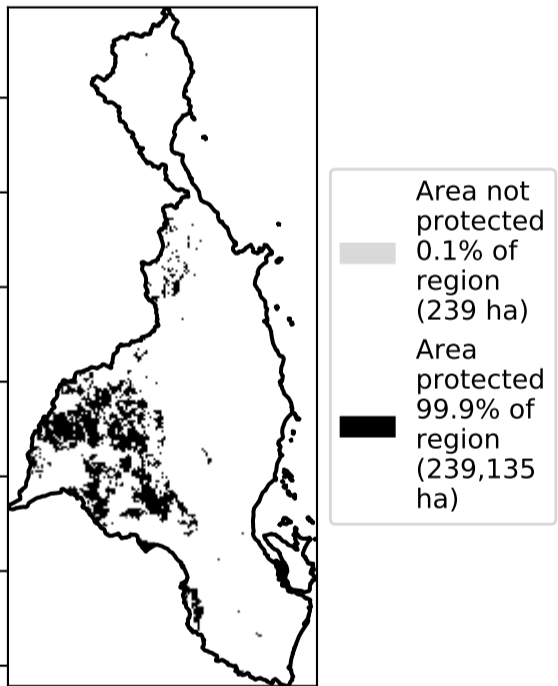 Area not
protected
0.1% of
region
(239 ha)
Area
protected
99.9% of
region
(239,135
ha)